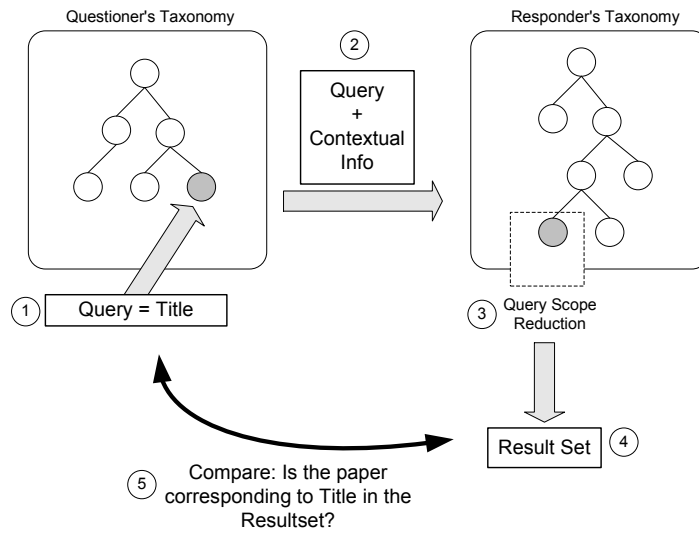 Questioner's Taxonomy
Responder's Taxonomy
2
Query
+
Contextual
Info
1
Query = Title
3
Query Scope
Reduction
Result Set
4
5
Compare: Is the paper
corresponding to Title in the
Resultset?